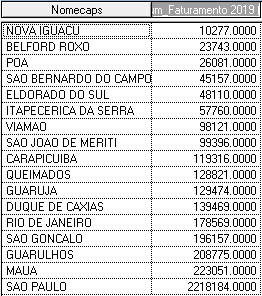 Nomecaps um_Faturamento 2019
NOVA IGUACU 10277.0000
BELFORD ROXO 23743.0000
POA 26081.0000
SAO BERNARDO DO CAMPO 45157.0000
ELDORADO DO SUL 48110.0000
ITAPECERICA DA SERRA 57760.0000
VIAMAO 98121.0000
SAO JOAO DE MERITI 99396.0000
CARAPICUIBA 119316.0000
QUEIMADOS 128821.0000
GUARUJA 129474.0000
DUQUE DE CAXIAS 139469.0000
RIO DE JANEIRO 178569.0000
SAO GONCALO 196157.0000
GUARULHOS 208775.0000
MAUA 223051.0000
SAO PAULO 2218184.0000